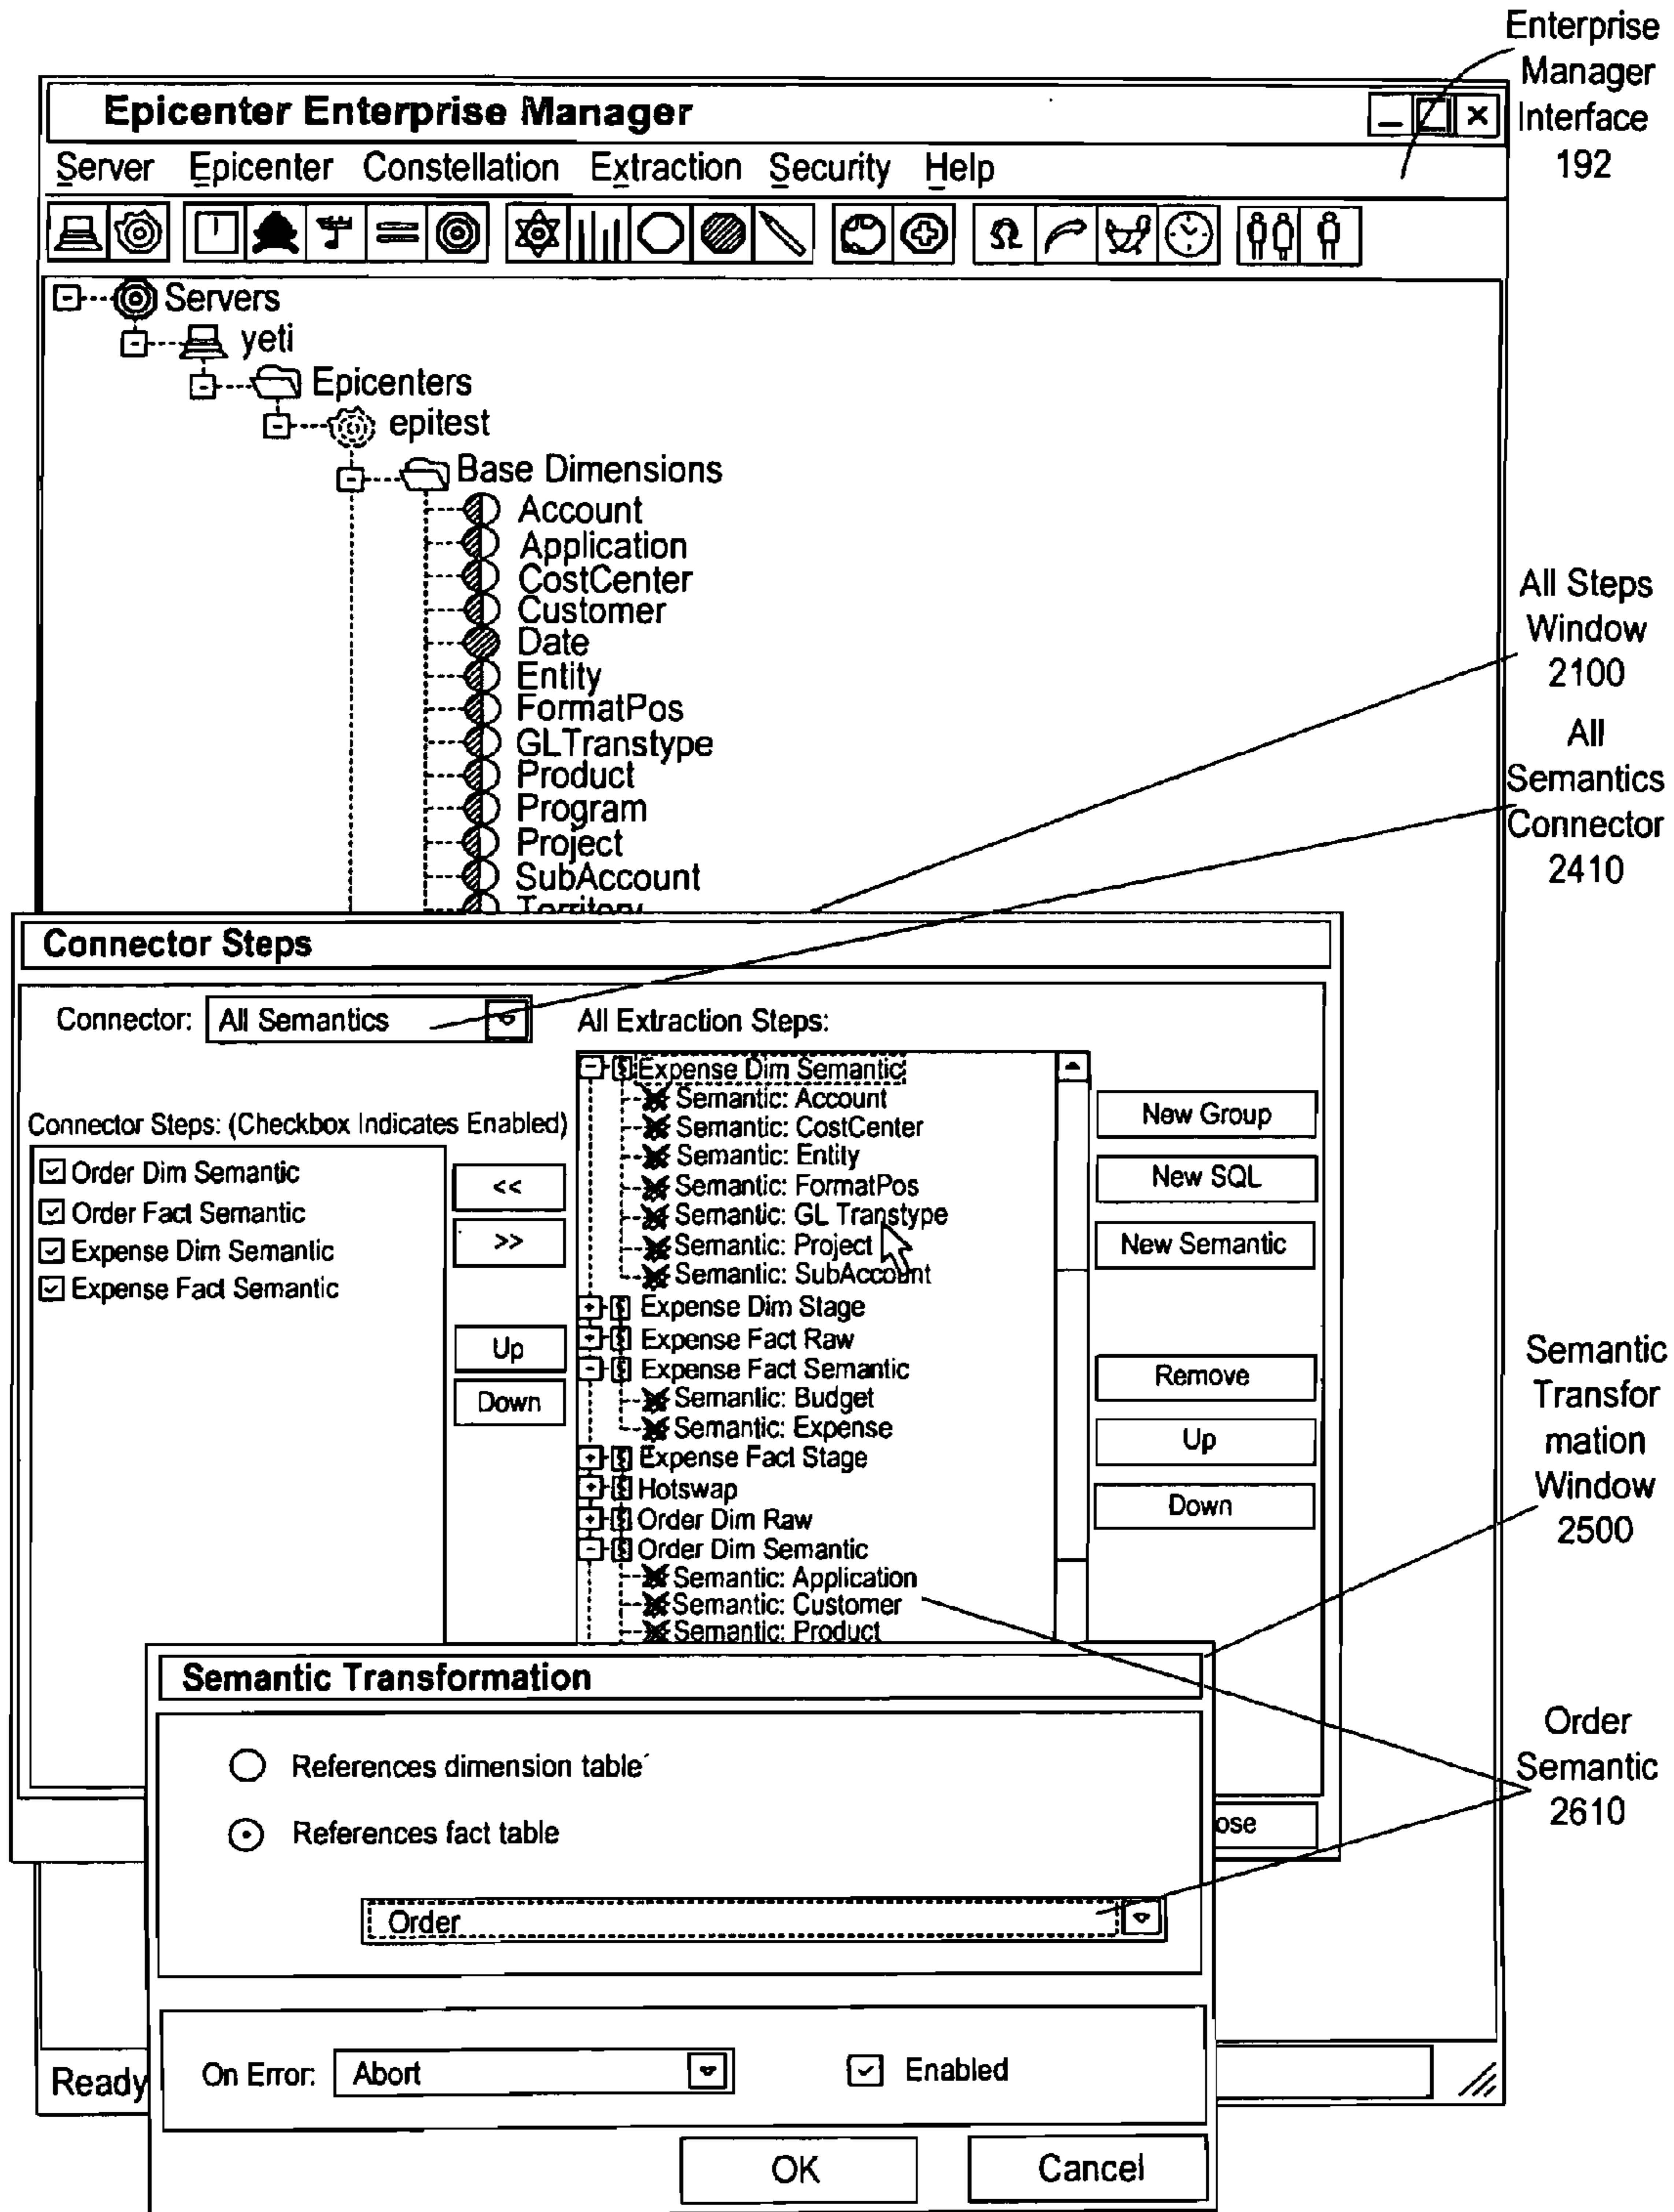 Enterprise
Manager
Interface
192
Epicenter Enterprise Manager
Server Epicenter Constellation Extraction Security Help
Servers
yeti
Epicenters
epitest
Base Dimensions
Account
Application
CostCenter
Customer
Date
Entity
FormatPos
GLTranstype
Product
Program
Project
SubAccount
Territory
All Steps
Window
2100
All
Semantics
Connector
2410
Connector Steps
Connector: All Semantics
All Extraction Steps:
Connector Steps: (Checkbox Indicates Enabled)
Order Dim Semantic
Order Fact Semantic
Expense Dim Semantic
Expense Fact Semantic
<<
>>
Up
Down
Expense Dim Semantic
Semantic: Account
Semantic: CostCenter
Semantic: Entity
Semantic: FormatPos
Semantic: GL Transtype
Semantic: Project
Semantic: SubAccount
Expense Dim Stage
Expense Fact Raw
Expense Fact Semantic
Semantic: Budget
Semantic: Expense
Expense Fact Stage
Hotswap
Order Dim Raw
Order Dim Semantic
Semantic: Application
Semantic: Customer
Semantic: Product
New Group
New SQL
New Semantic
Remove
Up
Down
ose
Semantic
Transfor
mation
Window
2500
Order
Semantic
2610
Semantic Transformation
References dimension table
References fact table
Order
On Error: Abort
Enabled
OK
Cancel
Ready